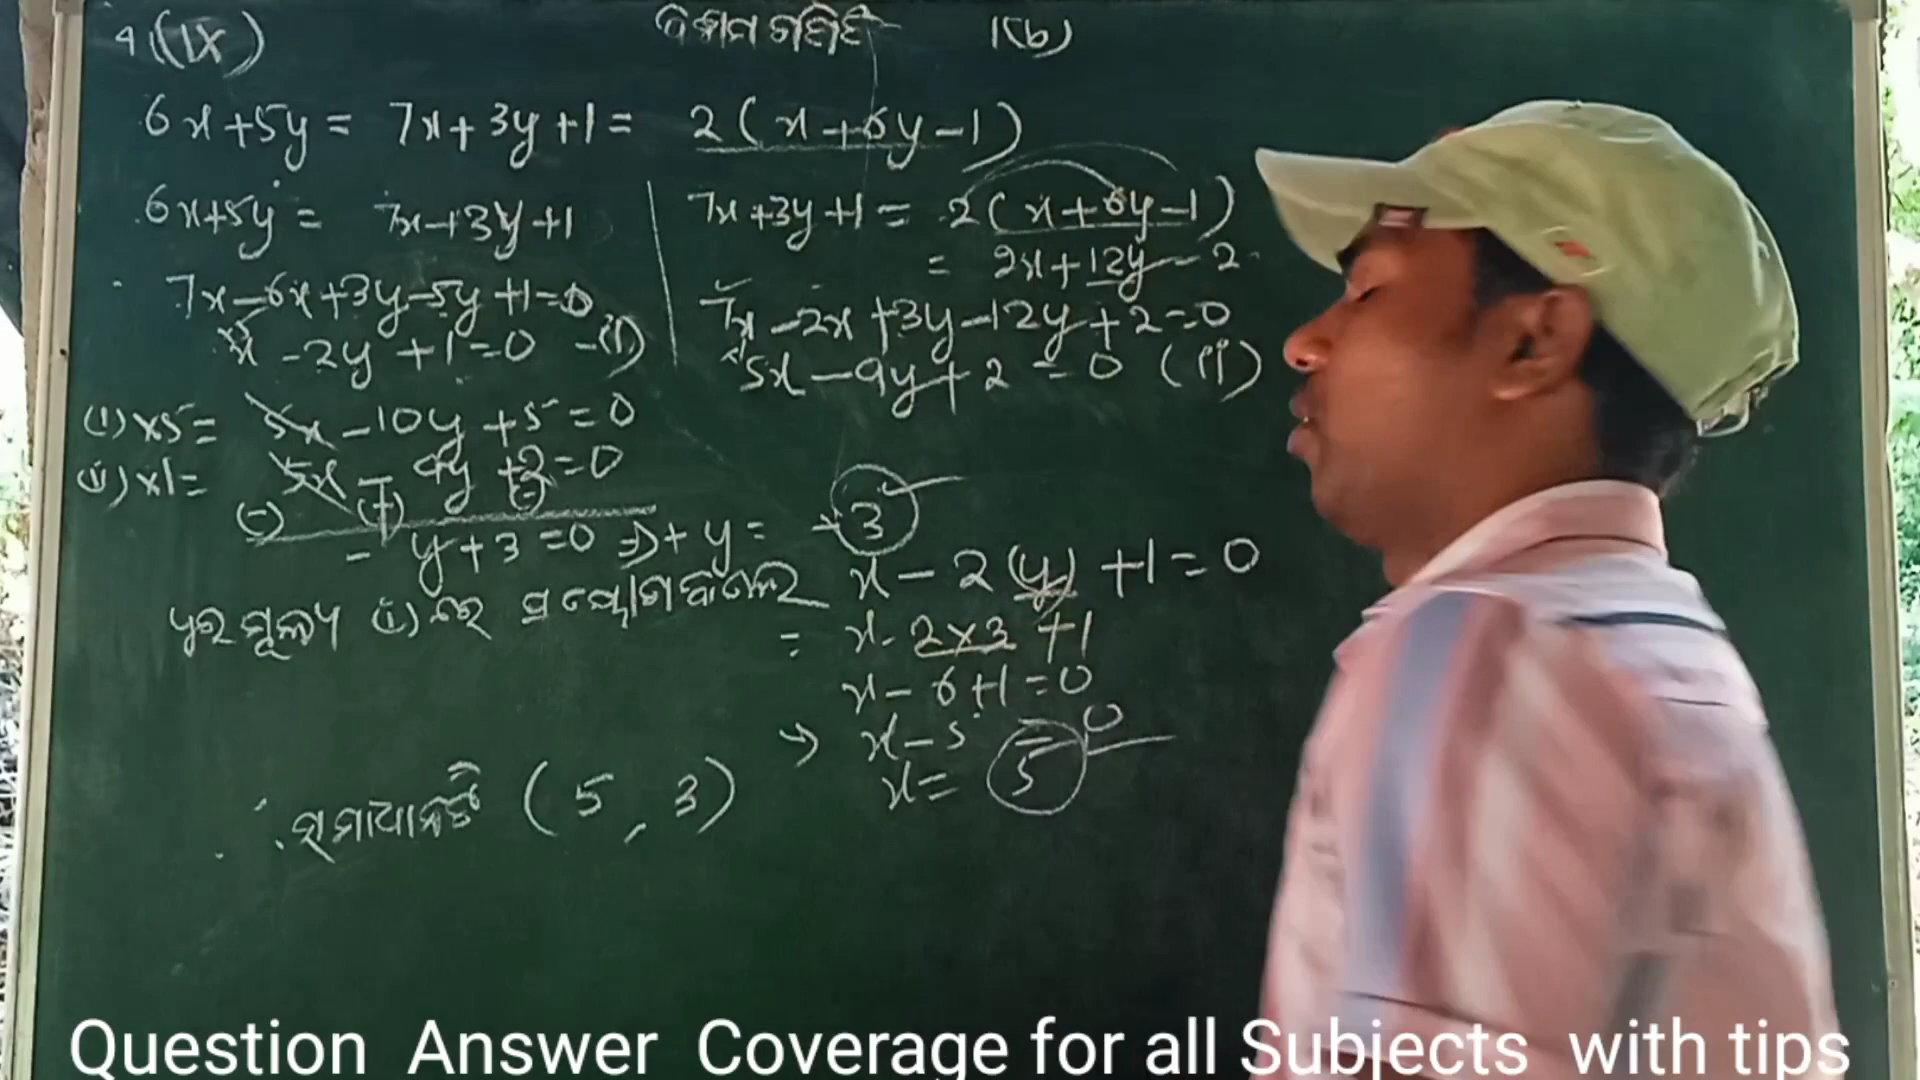 4 (IX) 1(b)
6x+5y = 7x+3y+1 = 2(x+6y-1)
6x+5y = 7x+3y+1
7x-6x+3y-5y+1=0
x-2y+1=0 -(i)
7x+3y+1 = 2(x+6y-1)
= 2x+12y-2
7x-2x+3y-12y+2=0
5x-9y+2=0 (ii)
(i)×5= 5x-10y+5=0
(ii)×1= 5x-9y+2=0
(-) (+) (-)
-y+3=0 ⇒ +y= +3
yର ମୂଲ୍ୟ (i) ରେ ପ୍ରୟୋଗକଲେ x-2(y)+1=0
= x-2×3+1
x-6+1=0
→ x-5=0
x= 5
∴ ସମାଧାନଟି (5, 3)
Question Answer Coverage for all Subjects with tips